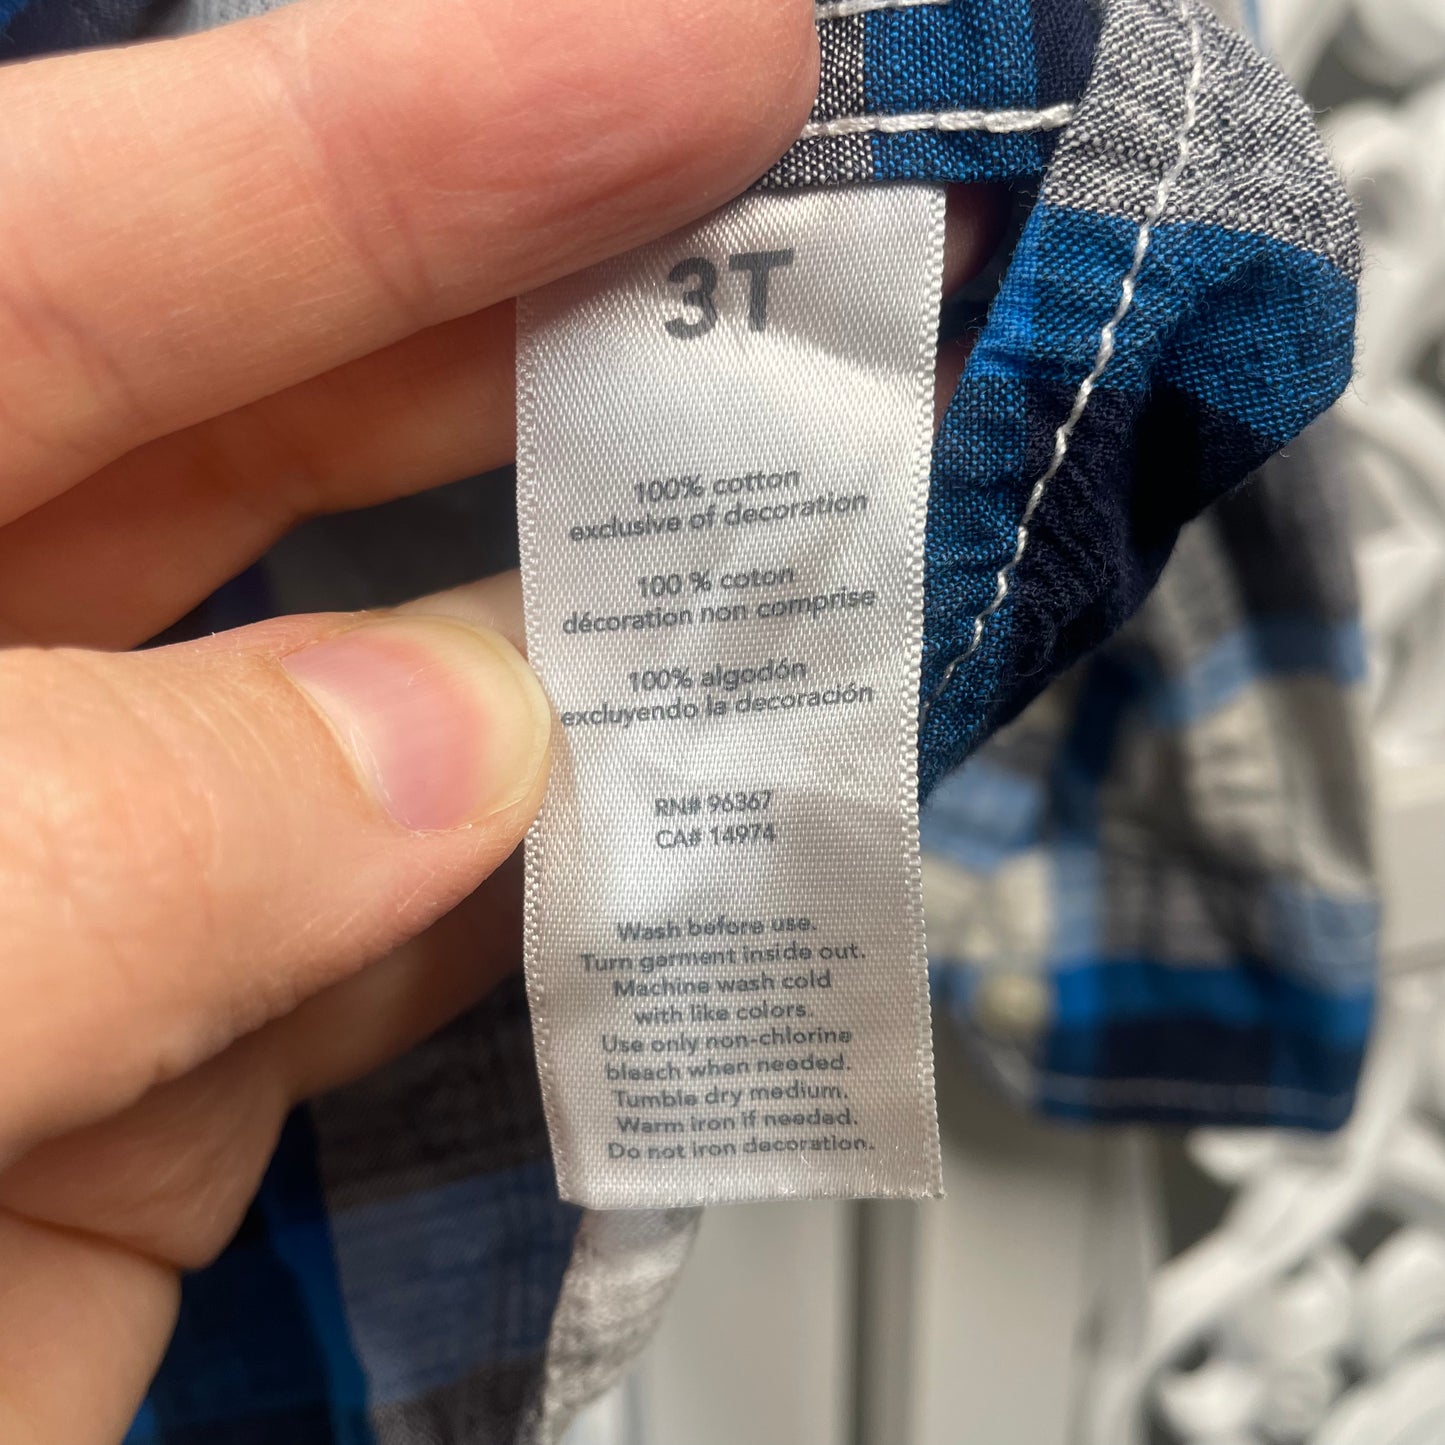 3T
100% cotton
exclusive of decoration
100 % coton
décoration non comprise
100% algodón
excluyendo la decoración
RN# 96367
CA# 14974
Wash before use.
Turn garment inside out.
Machine wash cold
with like colors.
Use only non-chlorine
bleach when needed.
Tumble dry medium.
Warm iron if needed.
Do not iron decoration.